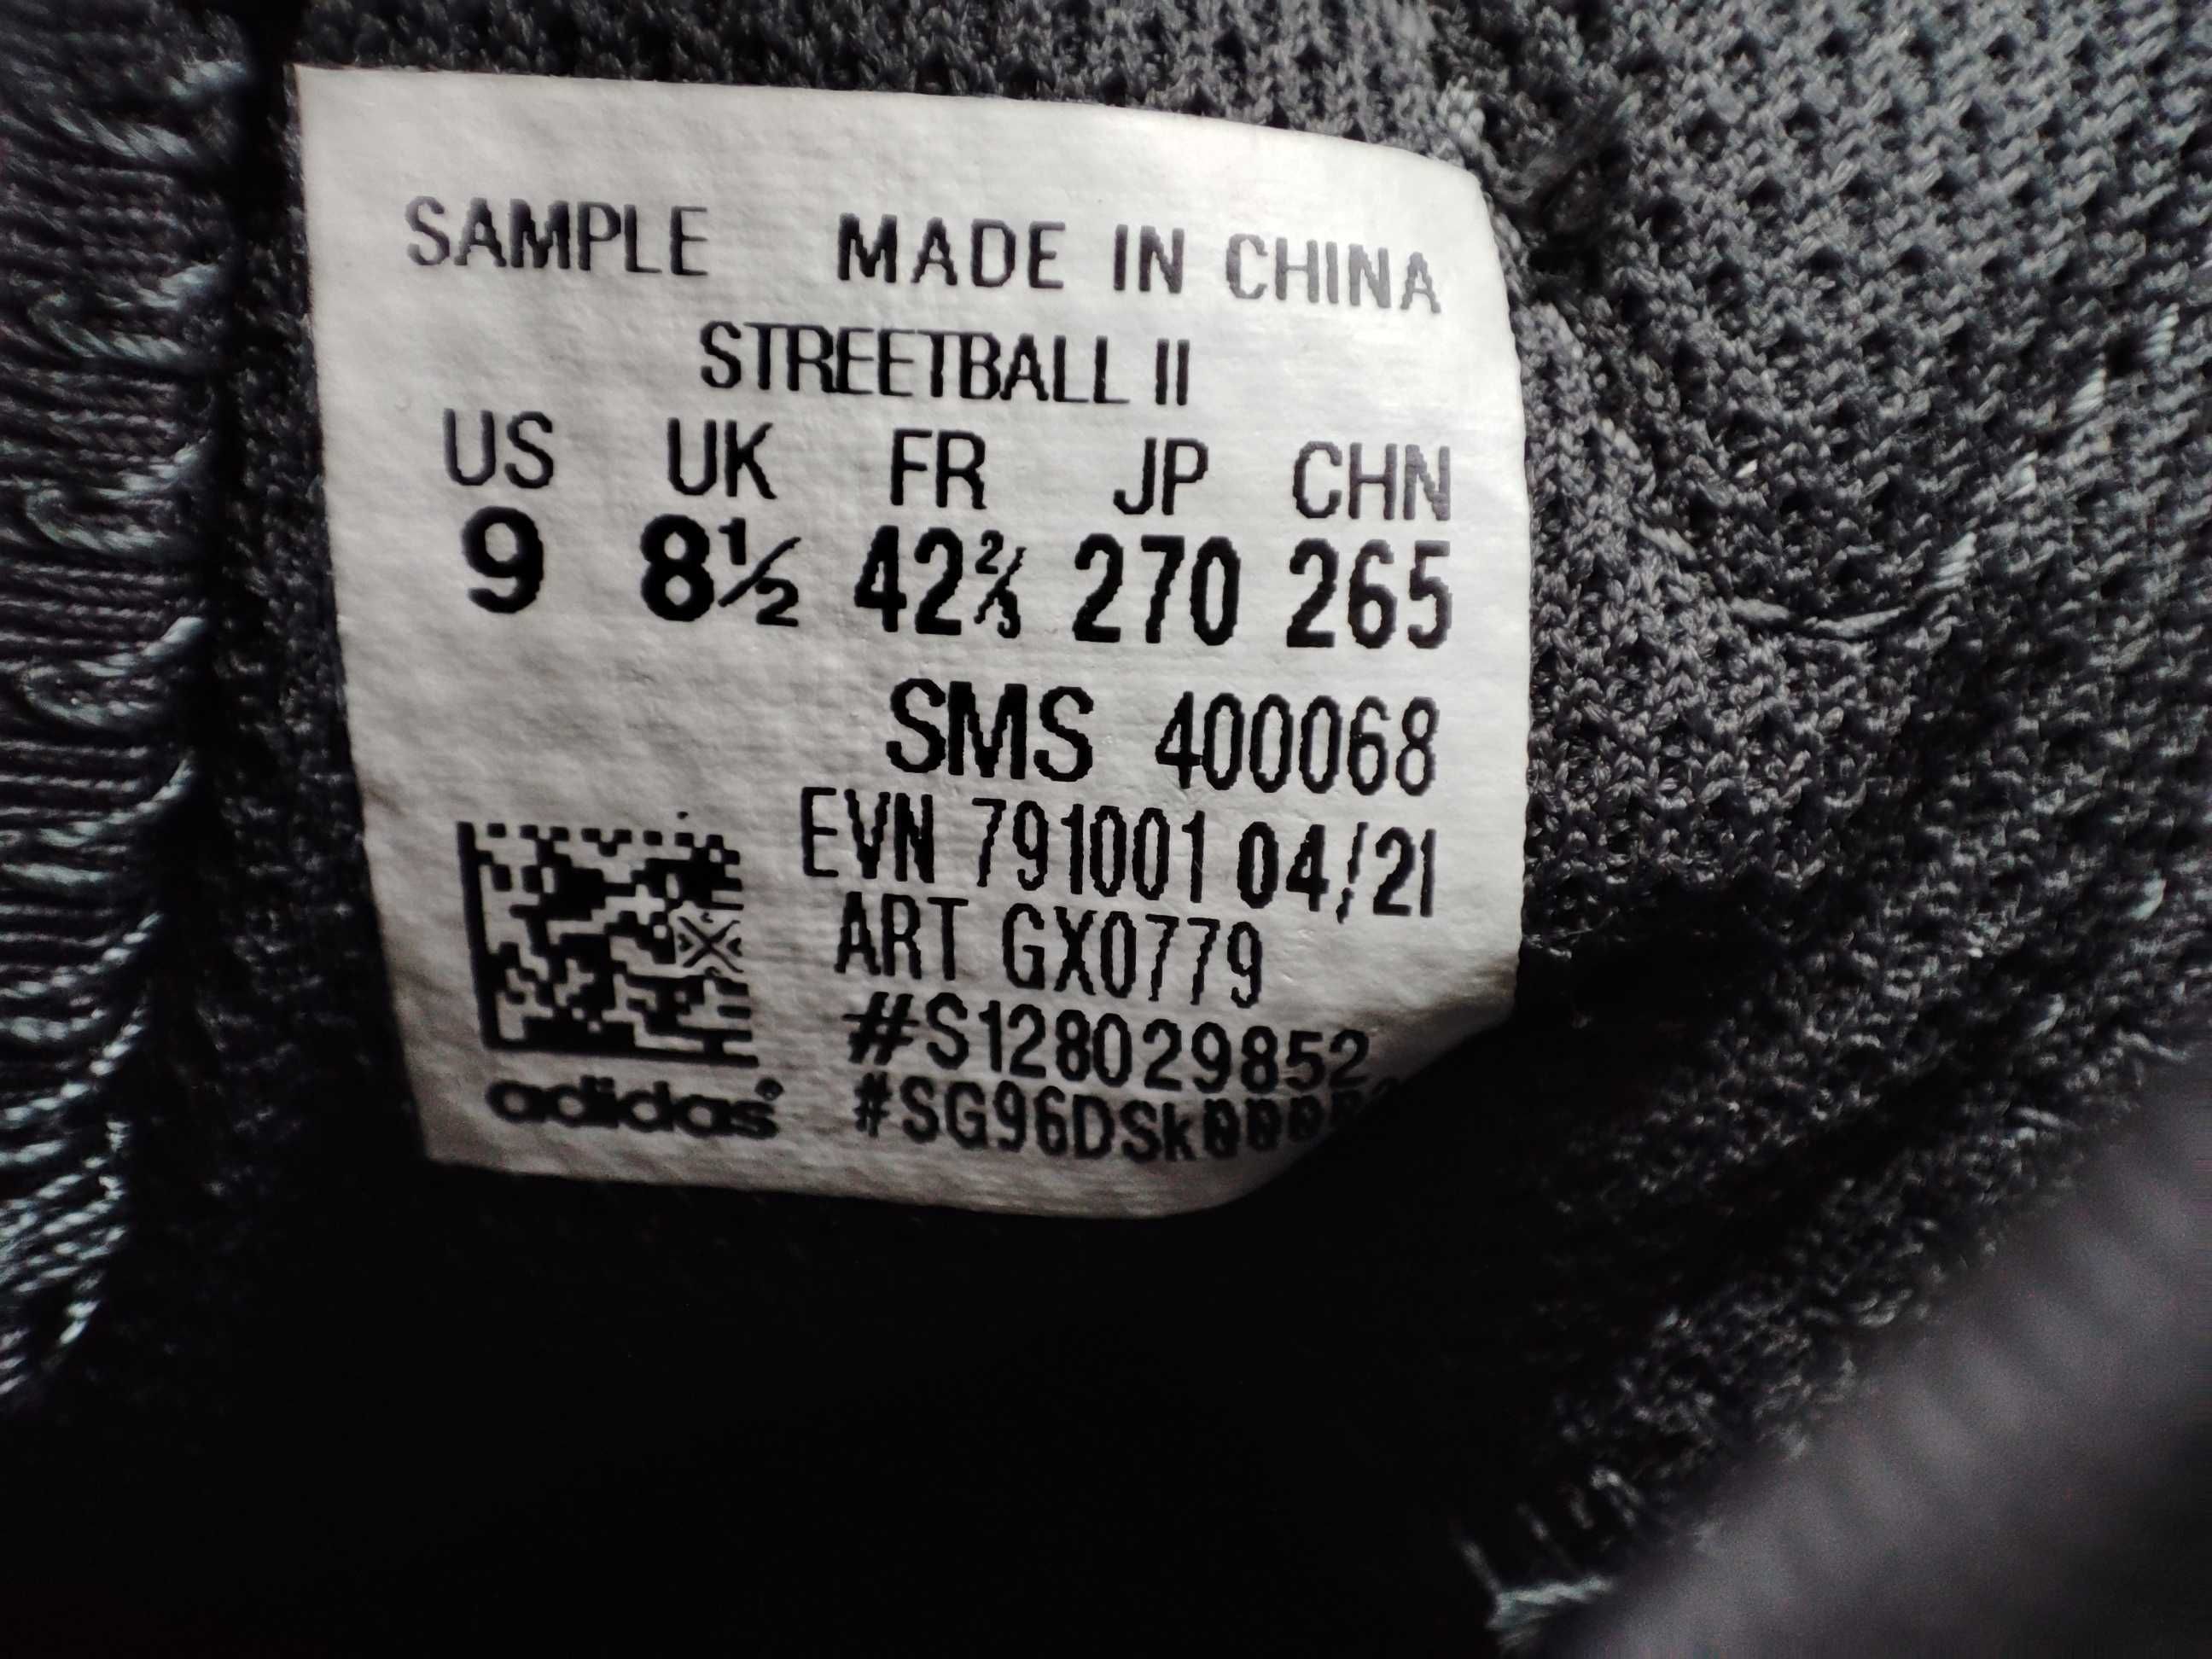 SAMPLE MADE IN CHINA
STREETBALL II
US UK FR JP CHN
9 8½ 42⅔ 270 265
SMS 400068
EVN 791001 04/21
ART GX0779
#S128029852
adidas®